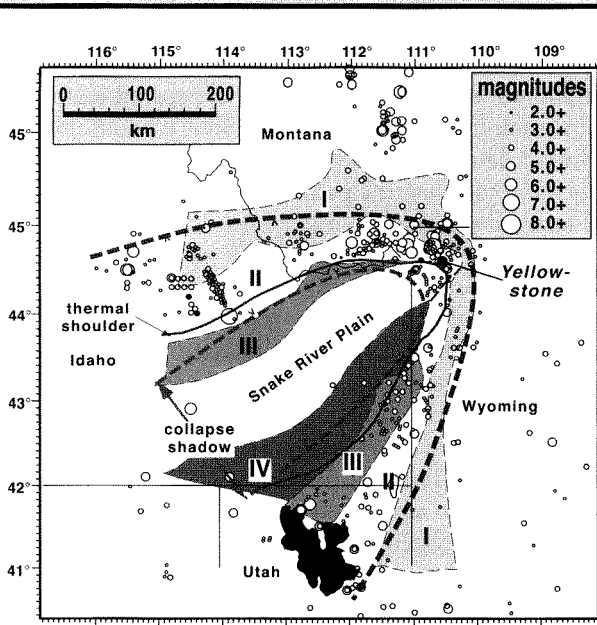 116° 115° 114° 113° 112° 111° 110° 109°
0 100 200
km
magnitudes
2.0+
3.0+
4.0+
5.0+
6.0+
7.0+
8.0+
Montana
45°
I
45°
II
Yellow-
stone
thermal
shoulder
44°
III
Idaho
Snake River Plain
43°
Wyoming
collapse
shadow
IV
III
II
42°
I
Utah
41°